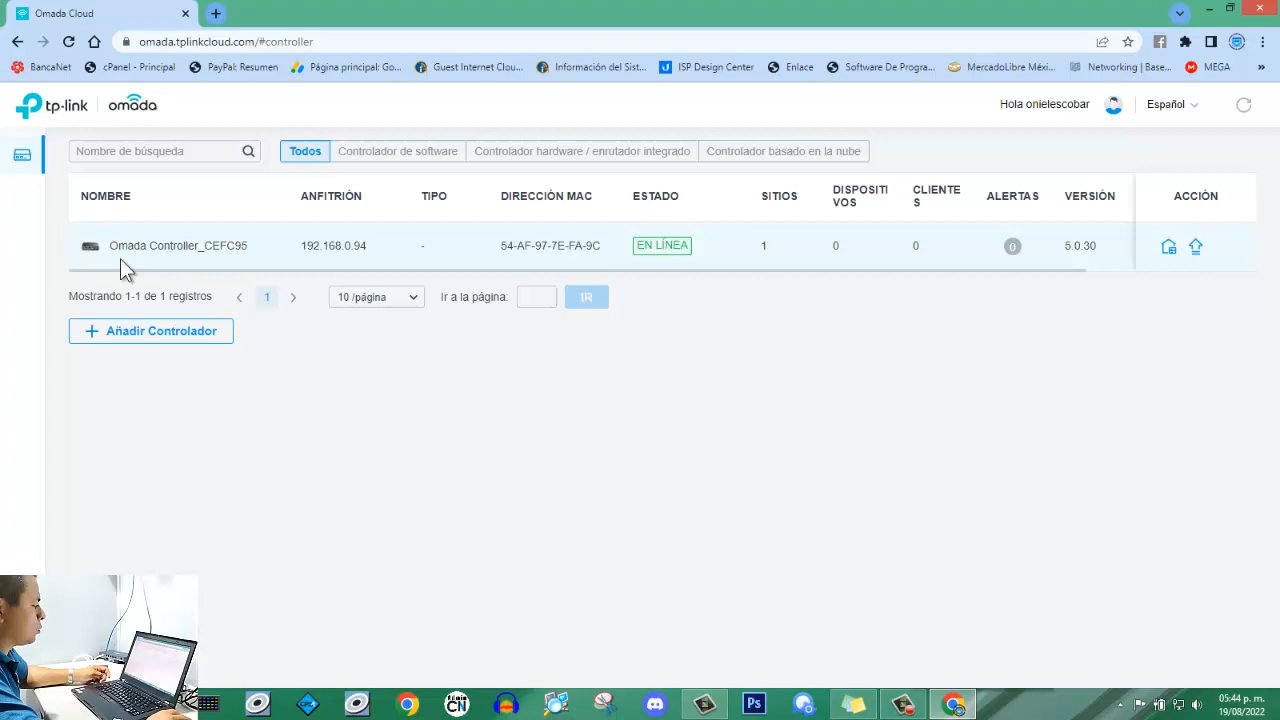 Omada Cloud
omada.tplinkcloud.com/#controller
BancaNet
cPanel - Principal
PayPal: Resumen
Página principal: Go...
Guest Internet Clou...
Información del Sist...
ISP Design Center
Enlace
Software De Progra...
MercadoLibre Méxi...
Networking | Base...
MEGA
»
tp-link | omada
Hola onielescobar
Español
Nombre de búsqueda
Todos
Controlador de software
Controlador hardware / enrutador integrado
Controlador basado en la nube
NOMBRE ANFITRIÓN TIPO DIRECCIÓN MAC ESTADO SITIOS DISPOSITI
VOS CLIENTE
S ALERTAS VERSIÓN ACCIÓN
Omada Controller_CEFC95 192.168.0.94 - 54-AF-97-7E-FA-9C EN LÍNEA 1 0 0 0 5.0.30
Mostrando 1-1 de 1 registros
1
10 /página
Ir a la página:
IR
+ Añadir Controlador
CN
Ps
05:44 p. m.
19/08/2022